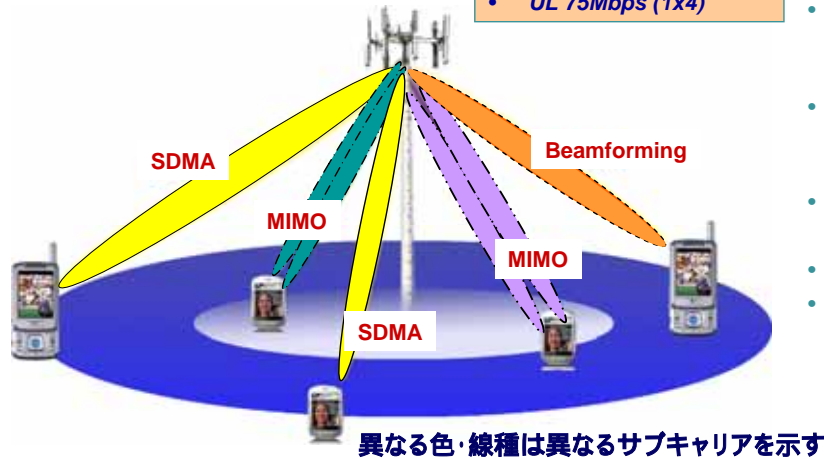 • UL 75Mbps (1x4)
SDMA
Beamforming
MIMO
MIMO
SDMA
異なる色・線種は異なるサブキャリアを示す